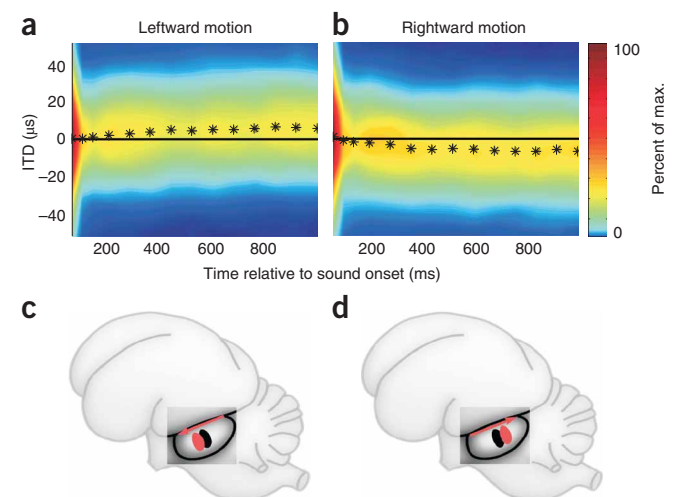 a Leftward motion
b Rightward motion
40
20
0
−20
−40
ITD (µs)
100
0
Percent of max.
200 400 600 800
200 400 600 800
Time relative to sound onset (ms)
c
d